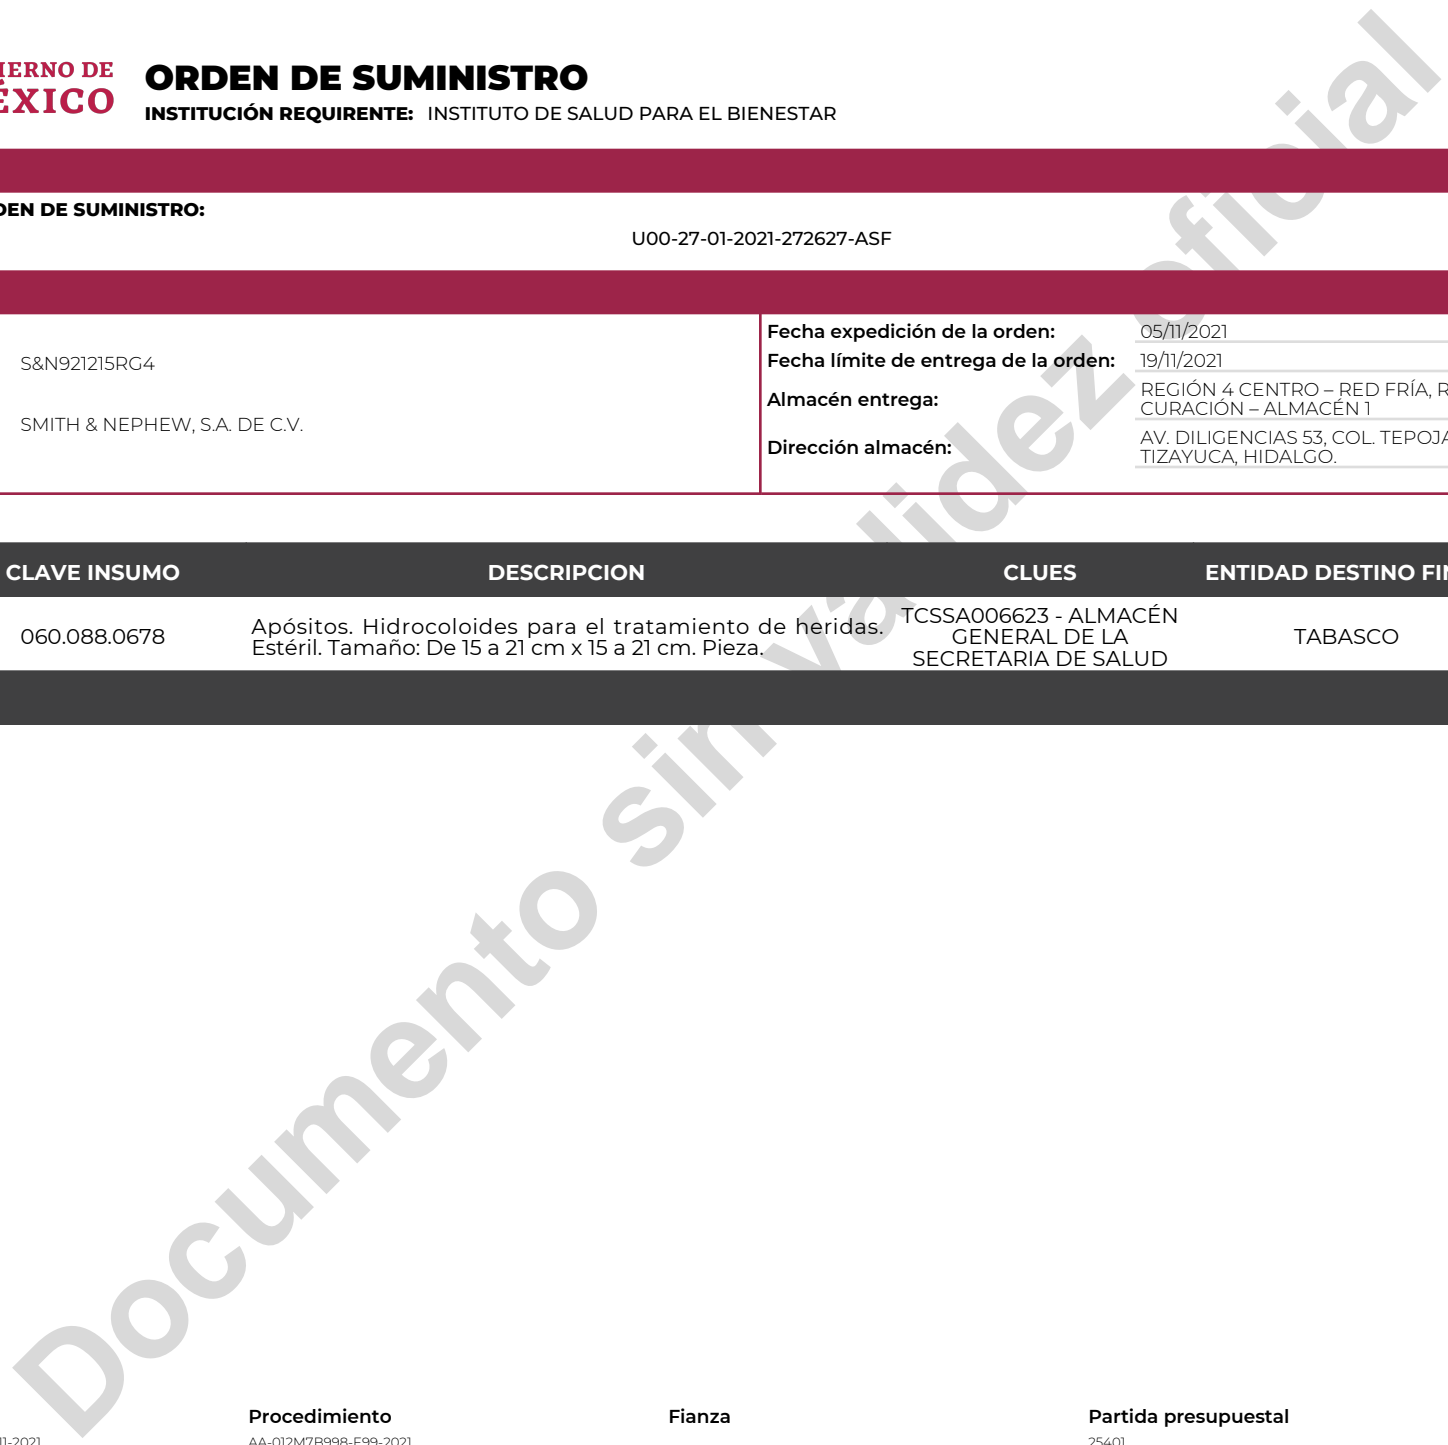 ORDEN DE SUMINISTRO
INSTITUCIÓN REQUIRENTE: INSTITUTO DE SALUD PARA EL BIENESTAR
DE
MÉXICO
DE SUMINISTRO:
U00-27-01-2021-272627-ASF
S&N921215RG4
SMITH & NEPHEW, S.A. DE C.V.
Fecha expedición de la orden: 05/11/2021
Fecha límite de entrega de la orden: 19/11/2021
Almacén entrega: REGIÓN 4 CENTRO – RED FRÍA,
CURACIÓN – ALMACÉN 1
Dirección almacén: AV. DILIGENCIAS 53, COL.
TIZAYUCA, HIDALGO.
CLAVE INSUMO DESCRIPCION CLUES ENTIDAD DESTINO
060.088.0678
Apósitos. Hidrocoloides para el tratamiento de heridas.
Estéril. Tamaño: De 15 a 21 cm x 15 a 21 cm. Pieza.
TCSSA006623 - ALMACÉN
GENERAL DE LA
SECRETARIA DE SALUD
TABASCO
Documento sin validez oficial
Procedimiento Fianza Partida presupuestal
AA-012M7B998-E99-2021 25401